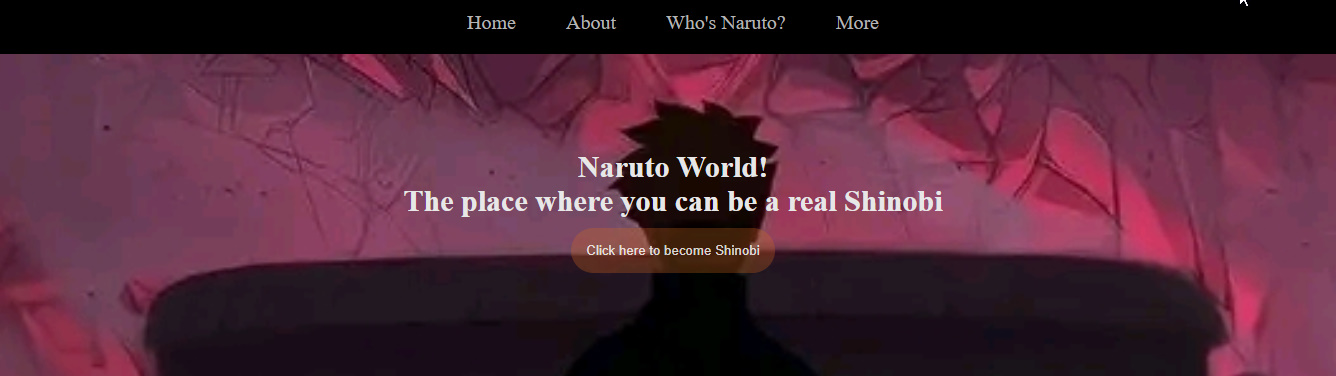 Home About Who's Naruto? More
Naruto World!
The place where you can be a real Shinobi
Click here to become Shinobi